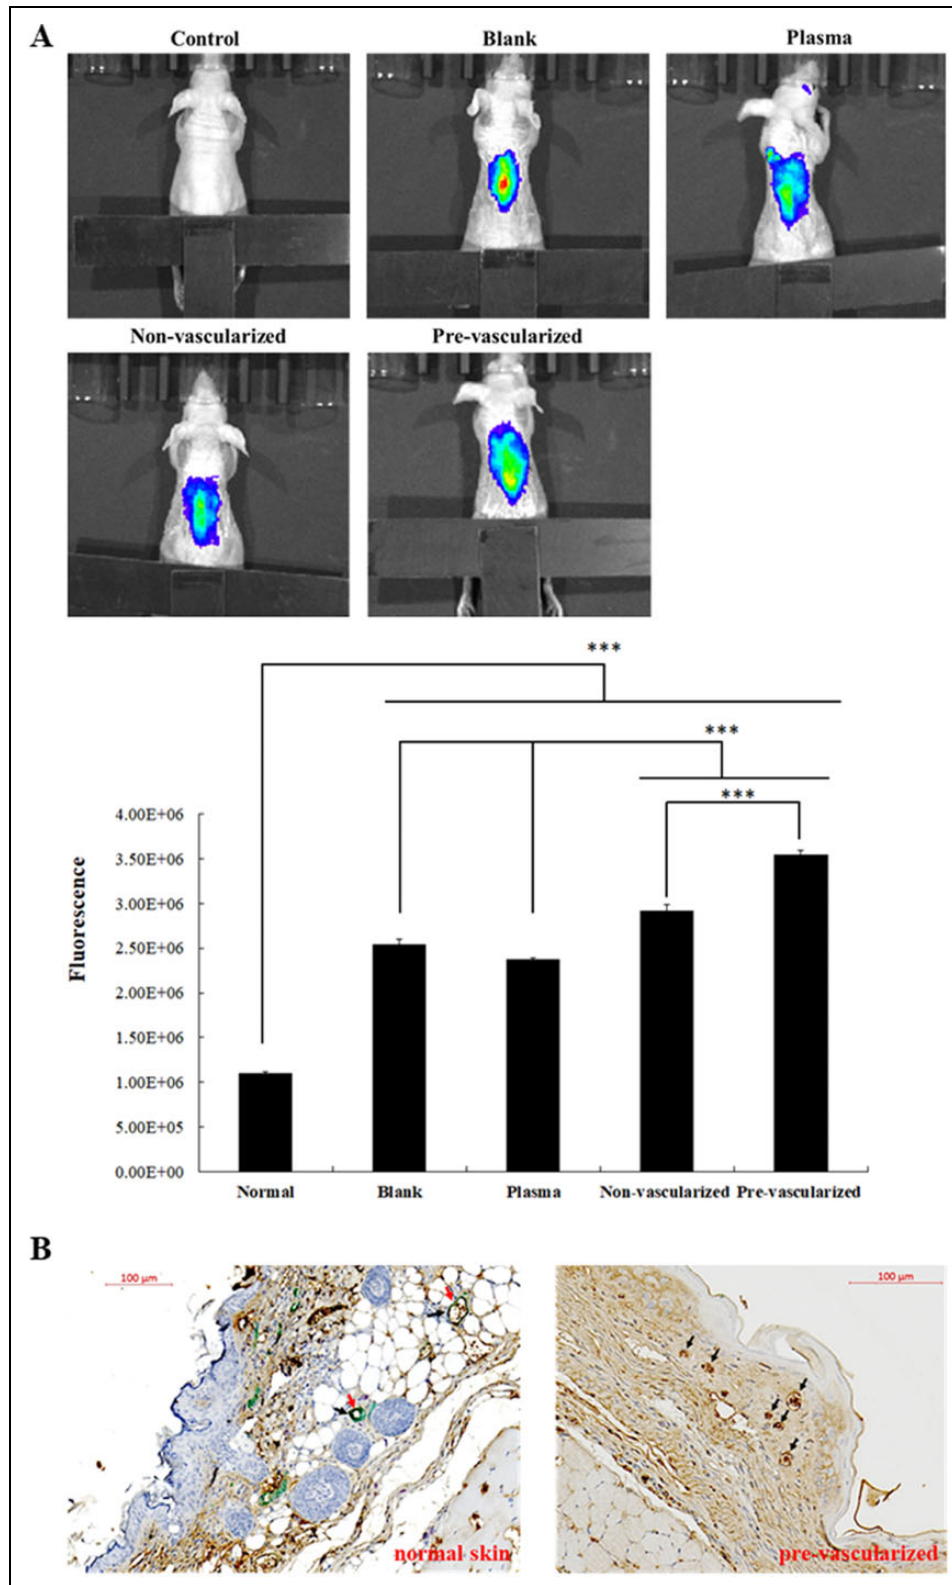 A
Control Blank Plasma
Non-vascularized Pre-vascularized
***
***
***
4.00E+06
3.50E+06
3.00E+06
2.50E+06
2.00E+06
1.50E+06
1.00E+06
5.00E+05
0.00E+00
Fluorescence
Normal Blank Plasma Non-vascularized Pre-vascularized
B
100 μm 100 μm
normal skin pre-vascularized